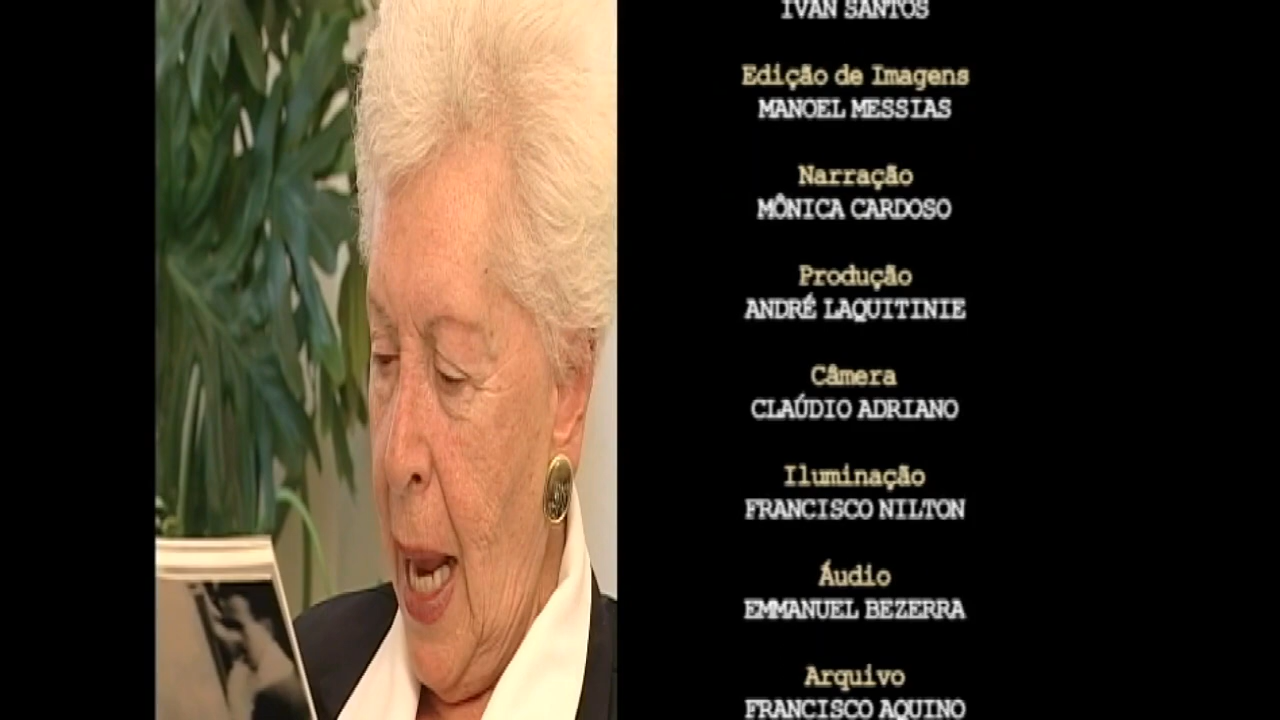 IVAN SANTOS
Edição de Imagens
MANOEL MESSIAS
Narração
MÔNICA CARDOSO
Produção
ANDRÉ LAQUITINIE
Câmera
CLAÚDIO ADRIANO
Iluminação
FRANCISCO NILTON
Áudio
EMMANUEL BEZERRA
Arquivo
FRANCISCO AQUINO